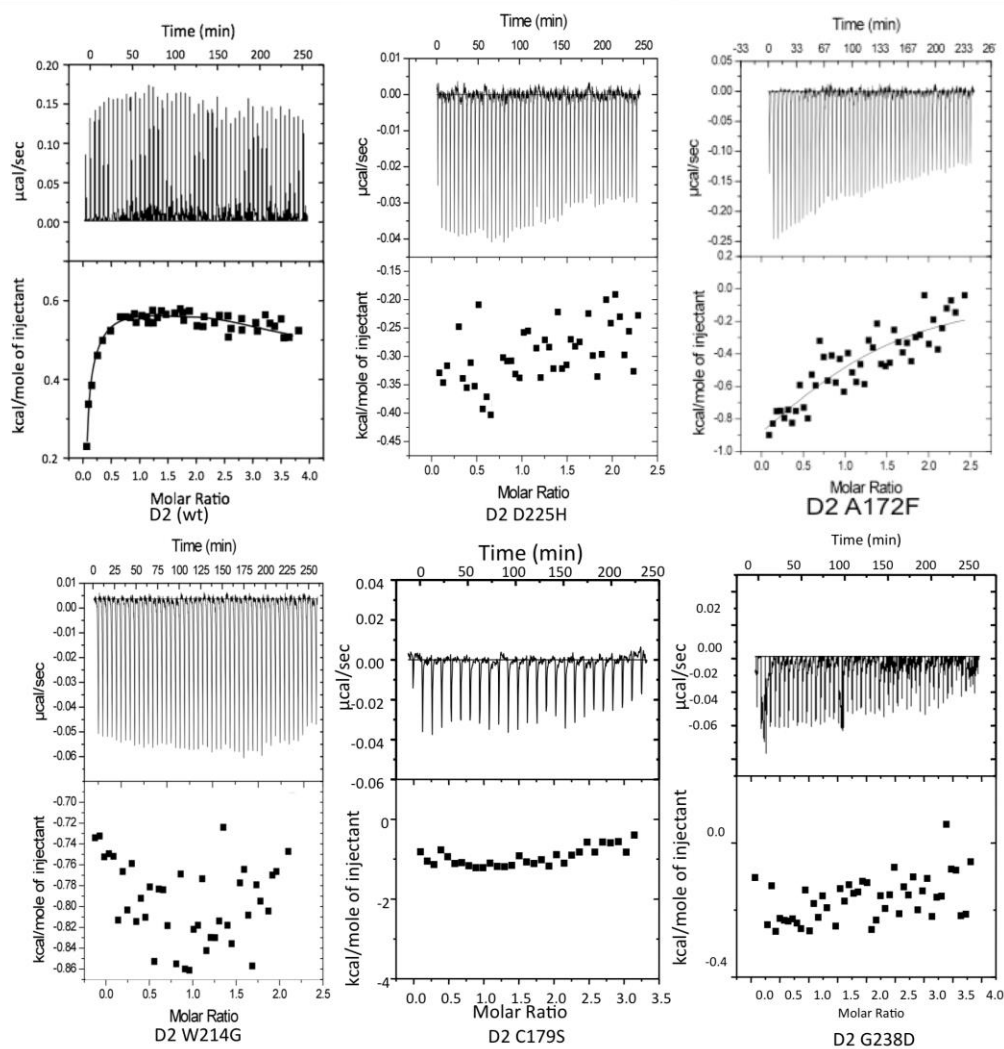 Time (min)
0 50 100 150 200 250
0.20
0.15
0.10
0.05
0.00
µcal/sec
0.6
0.4
0.2
kcal/mole of injectant
0.0 0.5 1.0 1.5 2.0 2.5 3.0 3.5 4.0
Molar Ratio
D2 (wt)
Time (min)
0 50 100 150 200 250
0.01
0.00
-0.01
-0.02
-0.03
-0.04
µcal/sec
-0.15
-0.20
-0.25
-0.30
-0.35
-0.40
-0.45
kcal/mole of injectant
0.0 0.5 1.0 1.5 2.0 2.5
Molar Ratio
D2 D225H
Time (min)
-33 0 33 67 100 133 167 200 233 26
0.05
0.00
-0.05
-0.10
-0.15
-0.20
-0.25
µcal/sec
0.2
0.0
-0.2
-0.4
-0.6
-0.8
-1.0
kcal/mole of injectant
0.0 0.5 1.0 1.5 2.0 2.5
Molar Ratio
D2 A172F
Time (min)
0 25 50 75 100 125 150 175 200 225 250
0.01
0.00
-0.01
-0.02
-0.03
-0.04
-0.05
-0.06
µcal/sec
-0.70
-0.72
-0.74
-0.76
-0.78
-0.80
-0.82
-0.84
-0.86
kcal/mole of injectant
0.0 0.5 1.0 1.5 2.0 2.5
Molar Ratio
D2 W214G
Time (min)
0 50 100 150 200 250
0.04
0.02
0.00
-0.02
-0.04
-0.06
µcal/sec
0
-2
-4
kcal/mole of injectant
0.0 0.5 1.0 1.5 2.0 2.5 3.0 3.5
Molar Ratio
D2 C179S
Time (min)
0 50 100 150 200 250
0.02
0.00
-0.02
-0.04
-0.06
µcal/sec
0.0
-0.4
kcal/mole of injectant
0.0 0.5 1.0 1.5 2.0 2.5 3.0 3.5 4.0
Molar Ratio
D2 G238D